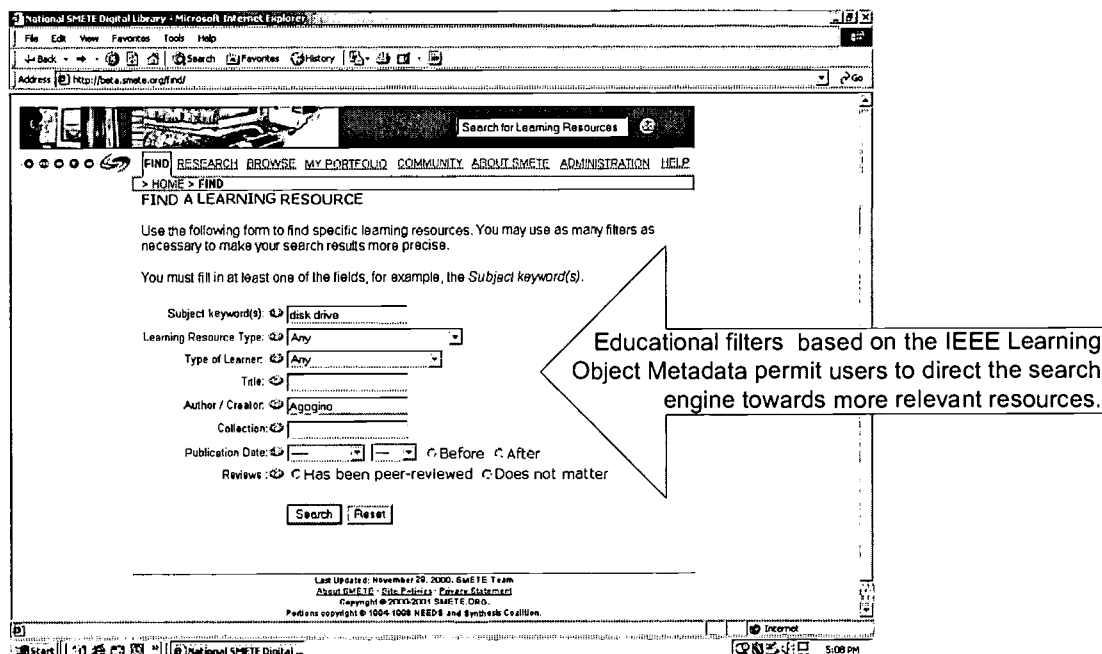 National SMETE Digital Library - Microsoft Internet Explorer
File Edit View Favorites Tools Help
Back Search Favorites History
Address http://beta.smete.org/find/ Go
Search for Learning Resources
FIND RESEARCH BROWSE MY PORTFOLIO COMMUNITY ABOUT SMETE ADMINISTRATION HELP
> HOME > FIND
FIND A LEARNING RESOURCE
Use the following form to find specific learning resources. You may use as many filters as
necessary to make your search results more precise.
You must fill in at least one of the fields, for example, the Subject keyword(s).
Subject keyword(s): disk drive
Learning Resource Type: Any
Type of Learner: Any
Title:
Author / Creator: Agogino
Collection:
Publication Date: — — Before After
Reviews : Has been peer-reviewed Does not matter
Search Reset
Educational filters based on the IEEE Learning
Object Metadata permit users to direct the search
engine towards more relevant resources.
Last Updated: November 29, 2000. SMETE Team
About SMETE - Site Policies - Privacy Statement
Copyright © 2000-2001 SMETE.ORG.
Portions copyright © 1994-1998 NEEDS and Synthesis Coalition.
Internet
Start National SMETE Digital ... 5:08 PM